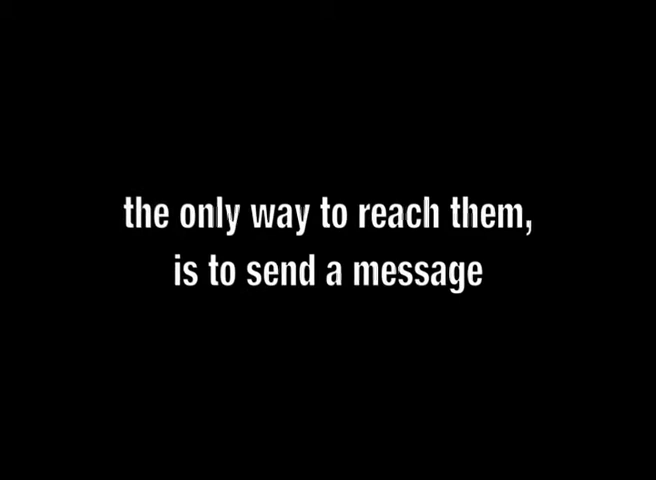 the only way to reach them,
is to send a message